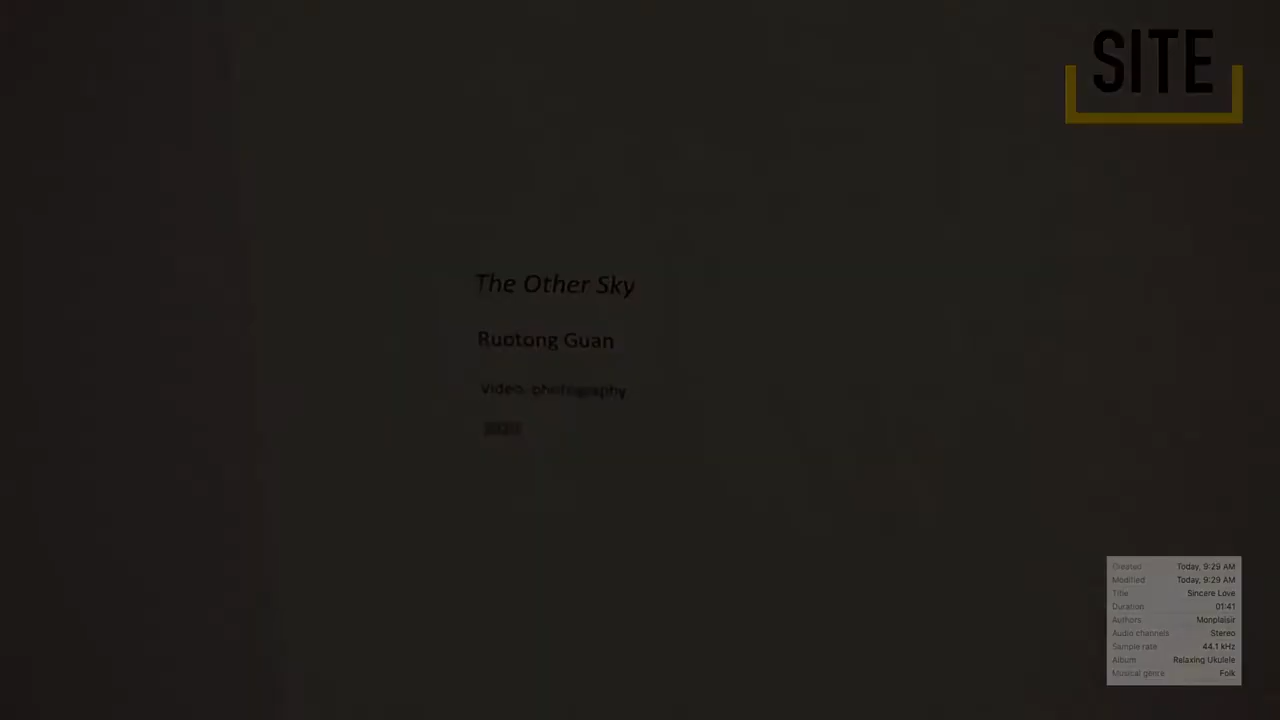 SITE
The Other Sky
Ruotong Guan
Video, photography
Created Today, 9:29 AM
Modified Today, 9:29 AM
Title Sincere Love
Duration 01:41
Authors Monplaisir
Audio channels Stereo
Sample rate 44.1 kHz
Album Relaxing Ukulele
Musical genre Folk